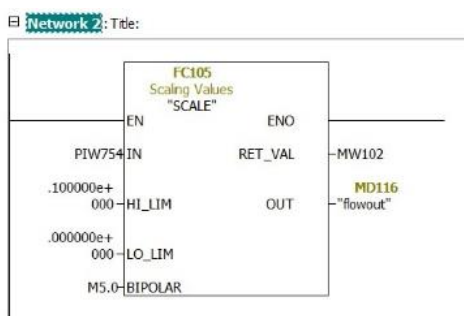 Network 2: Title:
FC105
Scaling Values
"SCALE"
EN ENO
PIW754 IN RET_VAL MW102
.100000e+
000 HI_LIM OUT MD116
"flowout"
.000000e+
000 LO_LIM
M5.0 BIPOLAR